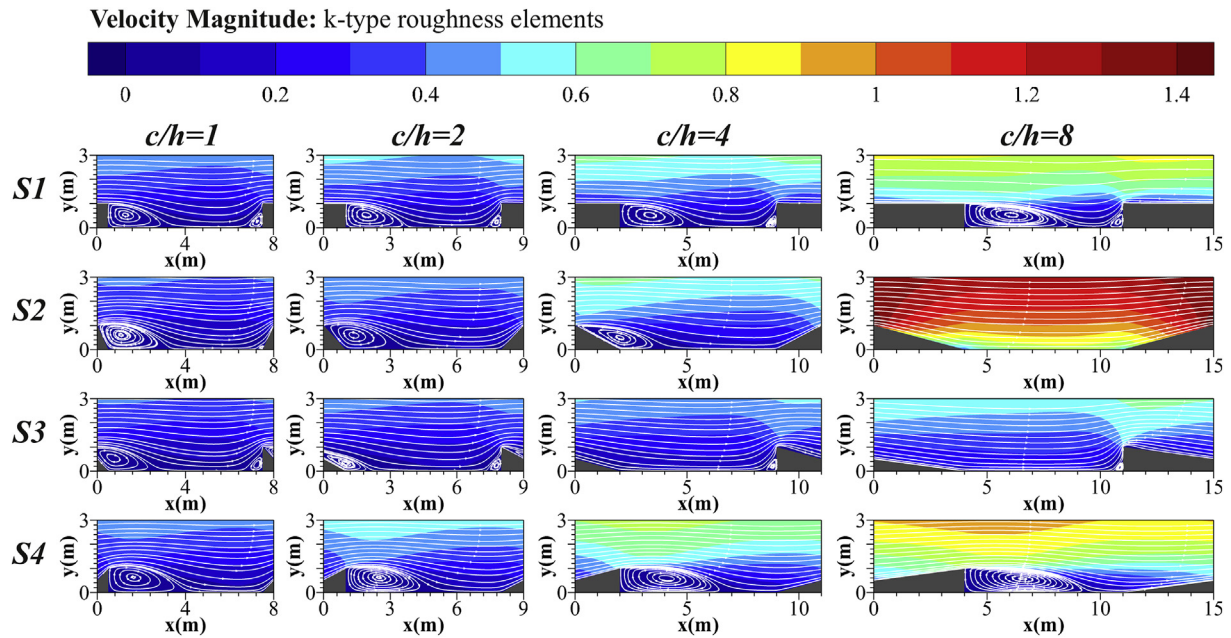 Velocity Magnitude: k-type roughness elements
0 0.2 0.4 0.6 0.8 1 1.2 1.4
c/h=1 c/h=2 c/h=4 c/h=8
S1
y(m) 3 0 0 4 8 x(m)
y(m) 3 0 0 3 6 9 x(m)
y(m) 3 0 0 5 10 x(m)
y(m) 3 0 0 5 10 15 x(m)
S2
y(m) 3 0 0 4 8 x(m)
y(m) 3 0 0 3 6 9 x(m)
y(m) 3 0 0 5 10 x(m)
y(m) 3 0 0 5 10 15 x(m)
S3
y(m) 3 0 0 4 8 x(m)
y(m) 3 0 0 3 6 9 x(m)
y(m) 3 0 0 5 10 x(m)
y(m) 3 0 0 5 10 15 x(m)
S4
y(m) 3 0 0 4 8 x(m)
y(m) 3 0 0 3 6 9 x(m)
y(m) 3 0 0 5 10 x(m)
y(m) 3 0 0 5 10 15 x(m)